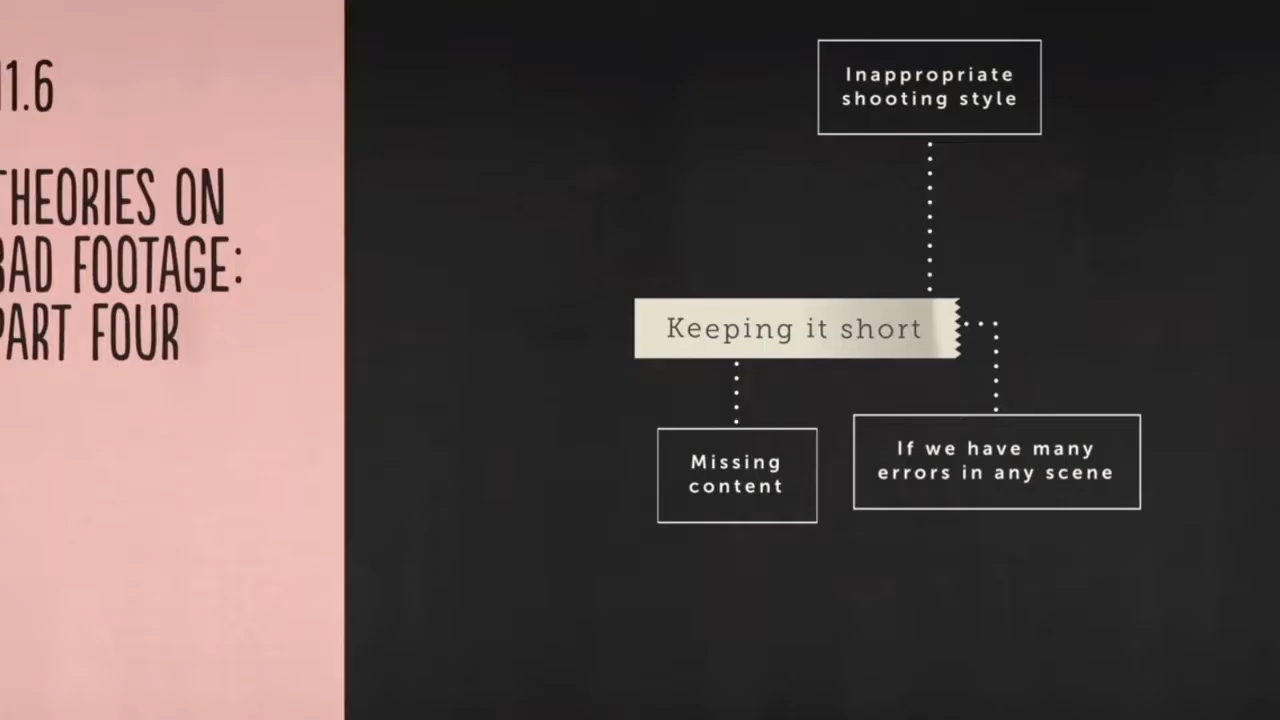 11.6
THEORIES ON
BAD FOOTAGE:
PART FOUR
Inappropriate
shooting style
Keeping it short
Missing
content
If we have many
errors in any scene